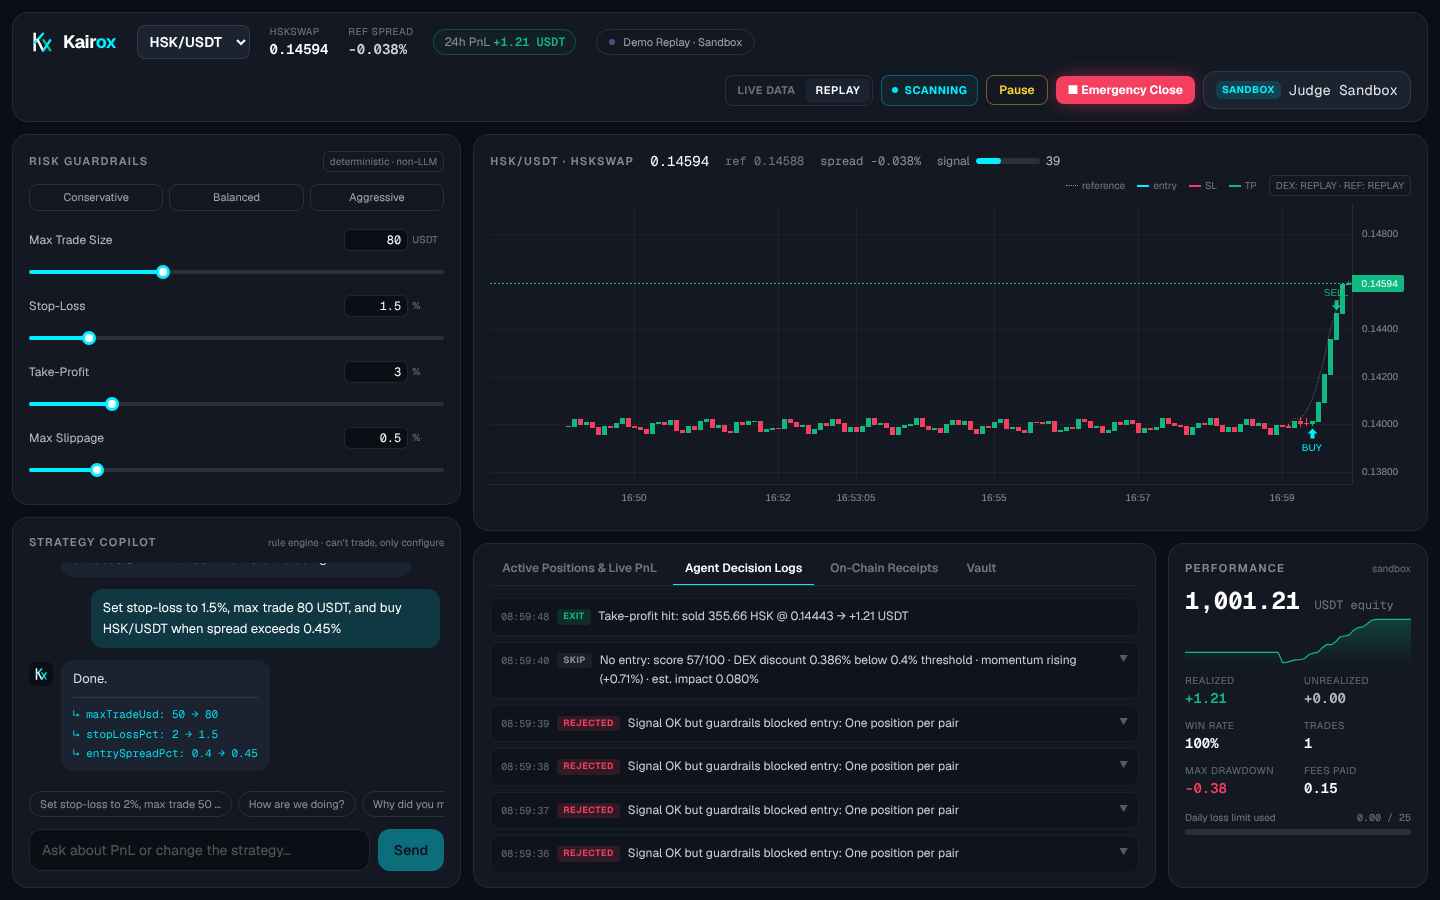 Kairox
HSK/USDT
HSKSWAP
0.14594
REF SPREAD
-0.038%
24h PnL +1.21 USDT
Demo Replay · Sandbox
LIVE DATA
REPLAY
SCANNING
Pause
Emergency Close
SANDBOX
Judge Sandbox
RISK GUARDRAILS
deterministic · non-LLM
Conservative
Balanced
Aggressive
Max Trade Size
80
USDT
Stop-Loss
1.5
%
Take-Profit
3
%
Max Slippage
0.5
%
HSK/USDT · HSKSWAP
0.14594
ref 0.14588
spread -0.038%
signal
39
reference
entry
SL
TP
DEX: REPLAY · REF: REPLAY
0.14800
0.14594
0.14400
0.14200
0.14000
0.13800
SELL
BUY
16:50
16:52
16:53:05
16:55
16:57
16:59
STRATEGY COPILOT
rule engine · can't trade, only configure
Set stop-loss to 1.5%, max trade 80 USDT, and buy
HSK/USDT when spread exceeds 0.45%
Kx
Done.
↳ maxTradeUsd: 50 → 80
↳ stopLossPct: 2 → 1.5
↳ entrySpreadPct: 0.4 → 0.45
Set stop-loss to 2%, max trade 50 …
How are we doing?
Why did you m
Ask about PnL or change the strategy…
Send
Active Positions & Live PnL
Agent Decision Logs
On-Chain Receipts
Vault
08:59:48 EXIT Take-profit hit: sold 355.66 HSK @ 0.14443 → +1.21 USDT
08:59:40 SKIP No entry: score 57/100 · DEX discount 0.386% below 0.4% threshold · momentum rising
(+0.71%) · est. impact 0.080%
08:59:39 REJECTED Signal OK but guardrails blocked entry: One position per pair
08:59:38 REJECTED Signal OK but guardrails blocked entry: One position per pair
08:59:37 REJECTED Signal OK but guardrails blocked entry: One position per pair
08:59:36 REJECTED Signal OK but guardrails blocked entry: One position per pair
PERFORMANCE
sandbox
1,001.21 USDT equity
REALIZED
+1.21
UNREALIZED
+0.00
WIN RATE
100%
TRADES
1
MAX DRAWDOWN
-0.38
FEES PAID
0.15
Daily loss limit used
0.00 / 25